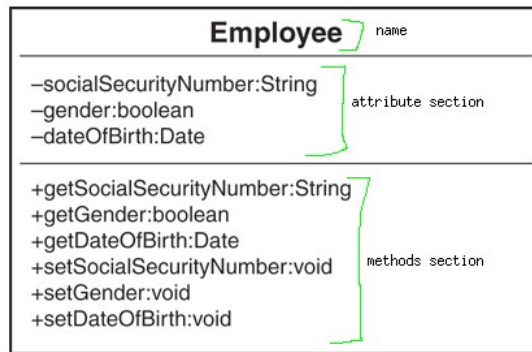 Employee name
–socialSecurityNumber:String
–gender:boolean
attribute section
–dateOfBirth:Date
+getSocialSecurityNumber:String
+getGender:boolean
+getDateOfBirth:Date
+setSocialSecurityNumber:void
methods section
+setGender:void
+setDateOfBirth:void